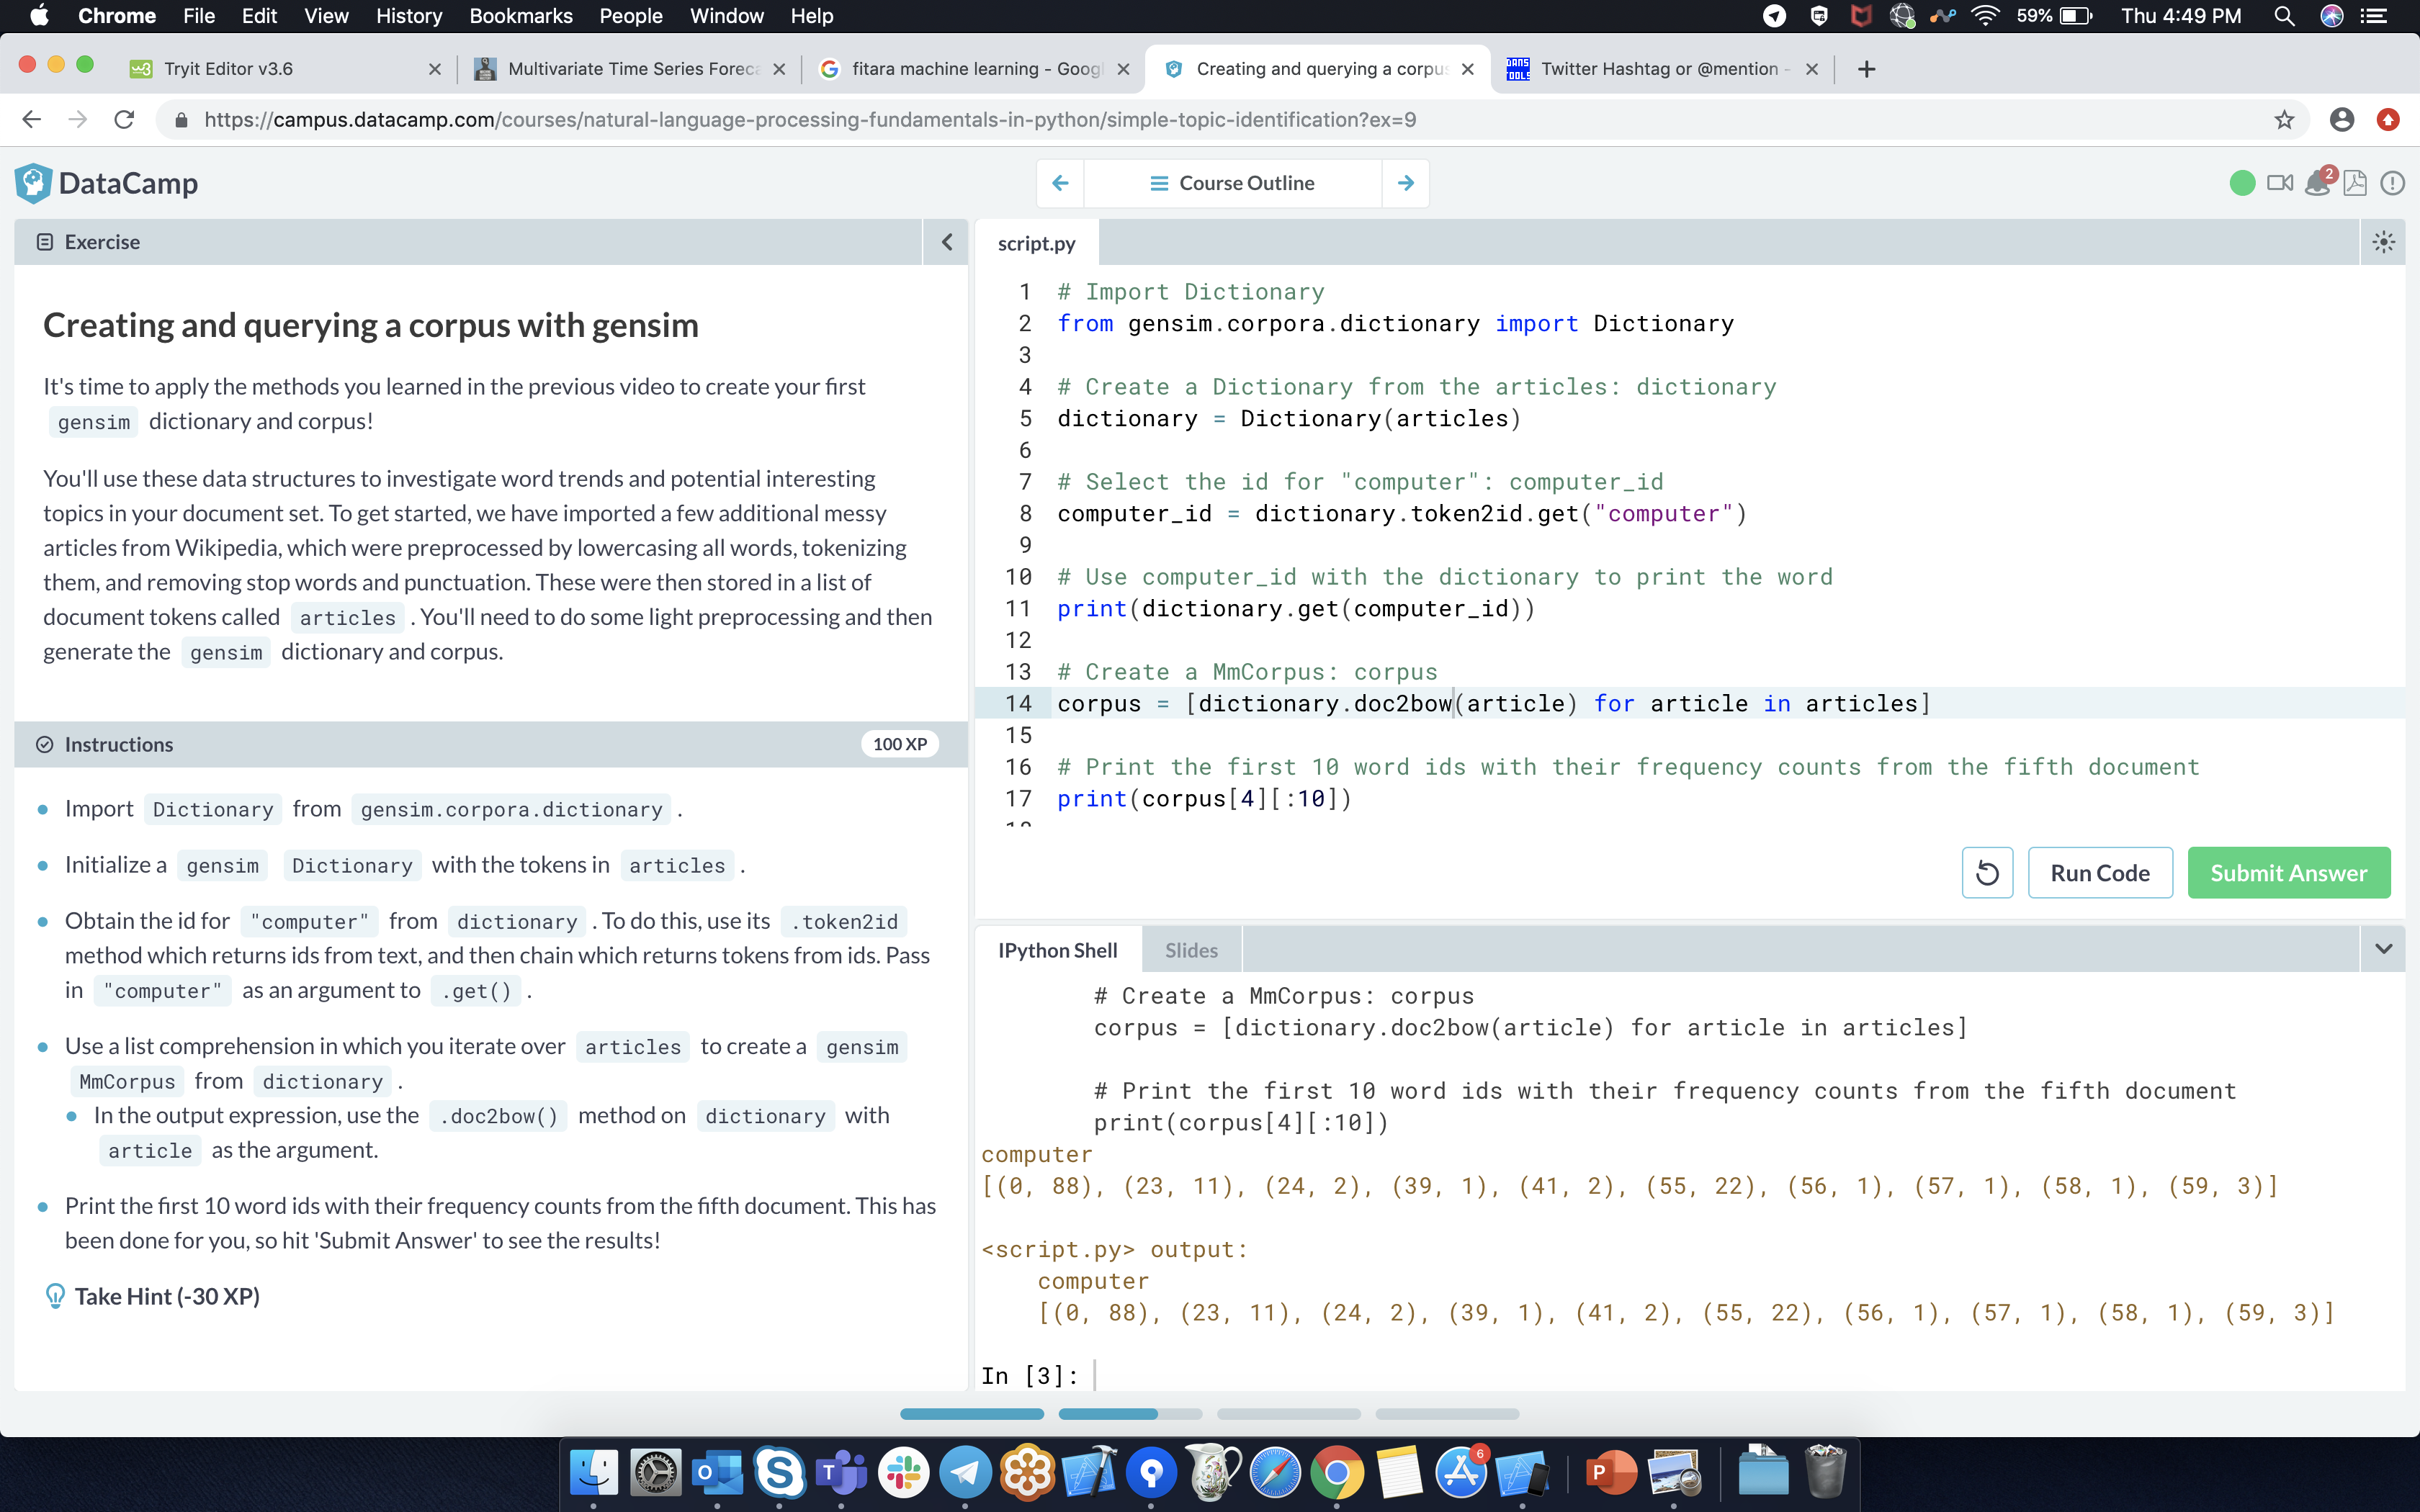 Chrome File Edit View History Bookmarks People Window Help 59% Thu 4:49 PM
Tryit Editor v3.6 Multivariate Time Series Foreca fitara machine learning - Googl Creating and querying a corpus Twitter Hashtag or @mention -
https://campus.datacamp.com/courses/natural-language-processing-fundamentals-in-python/simple-topic-identification?ex=9
DataCamp Course Outline 2
Exercise
Creating and querying a corpus with gensim
It's time to apply the methods you learned in the previous video to create your first
gensim dictionary and corpus!
You'll use these data structures to investigate word trends and potential interesting
topics in your document set. To get started, we have imported a few additional messy
articles from Wikipedia, which were preprocessed by lowercasing all words, tokenizing
them, and removing stop words and punctuation. These were then stored in a list of
document tokens called articles . You'll need to do some light preprocessing and then
generate the gensim dictionary and corpus.
Instructions 100 XP
Import Dictionary from gensim.corpora.dictionary .
Initialize a gensim Dictionary with the tokens in articles .
Obtain the id for "computer" from dictionary . To do this, use its .token2id
method which returns ids from text, and then chain which returns tokens from ids. Pass
in "computer" as an argument to .get() .
Use a list comprehension in which you iterate over articles to create a gensim
MmCorpus from dictionary .
In the output expression, use the .doc2bow() method on dictionary with
article as the argument.
Print the first 10 word ids with their frequency counts from the fifth document. This has
been done for you, so hit 'Submit Answer' to see the results!
Take Hint (-30 XP)
script.py
1 # Import Dictionary
2 from gensim.corpora.dictionary import Dictionary
3
4 # Create a Dictionary from the articles: dictionary
5 dictionary = Dictionary(articles)
6
7 # Select the id for "computer": computer_id
8 computer_id = dictionary.token2id.get("computer")
9
10 # Use computer_id with the dictionary to print the word
11 print(dictionary.get(computer_id))
12
13 # Create a MmCorpus: corpus
14 corpus = [dictionary.doc2bow(article) for article in articles]
15
16 # Print the first 10 word ids with their frequency counts from the fifth document
17 print(corpus[4][:10])
Run Code Submit Answer
IPython Shell Slides
# Create a MmCorpus: corpus
corpus = [dictionary.doc2bow(article) for article in articles]
# Print the first 10 word ids with their frequency counts from the fifth document
print(corpus[4][:10])
computer
[(0, 88), (23, 11), (24, 2), (39, 1), (41, 2), (55, 22), (56, 1), (57, 1), (58, 1), (59, 3)]
<script.py> output:
computer
[(0, 88), (23, 11), (24, 2), (39, 1), (41, 2), (55, 22), (56, 1), (57, 1), (58, 1), (59, 3)]
In [3]:
6